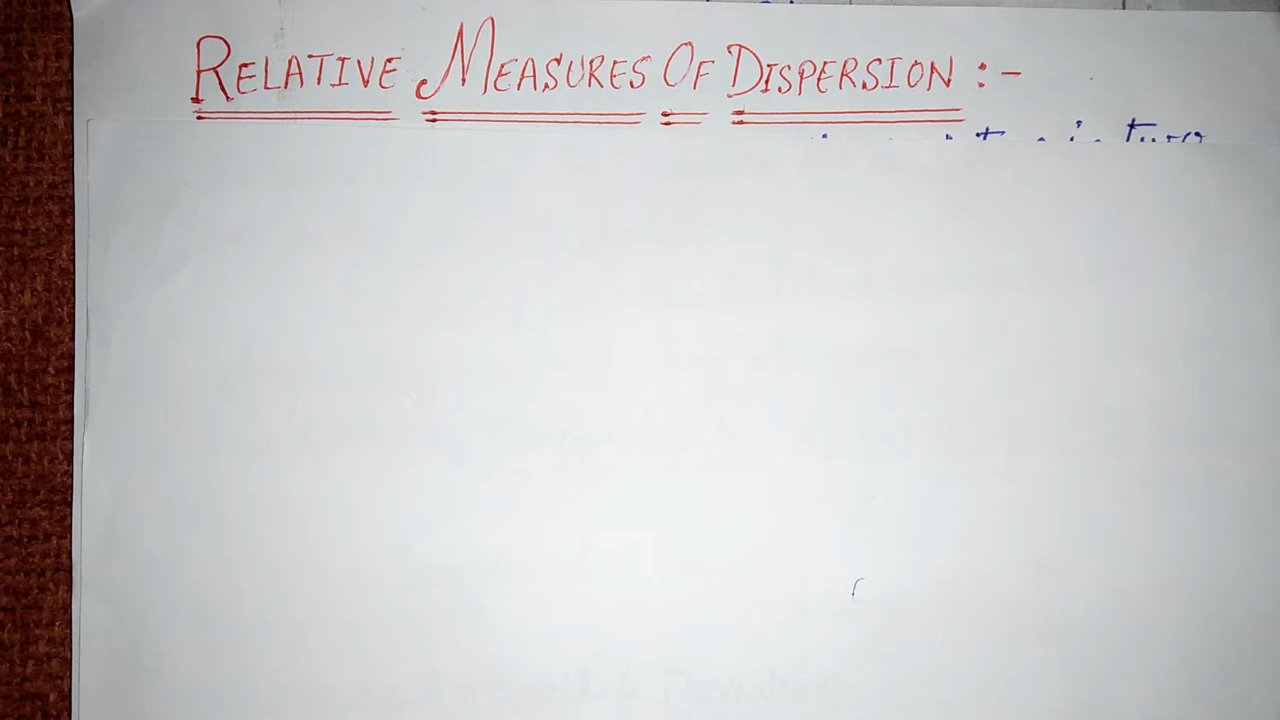 RELATIVE MEASURES OF DISPERSION :-